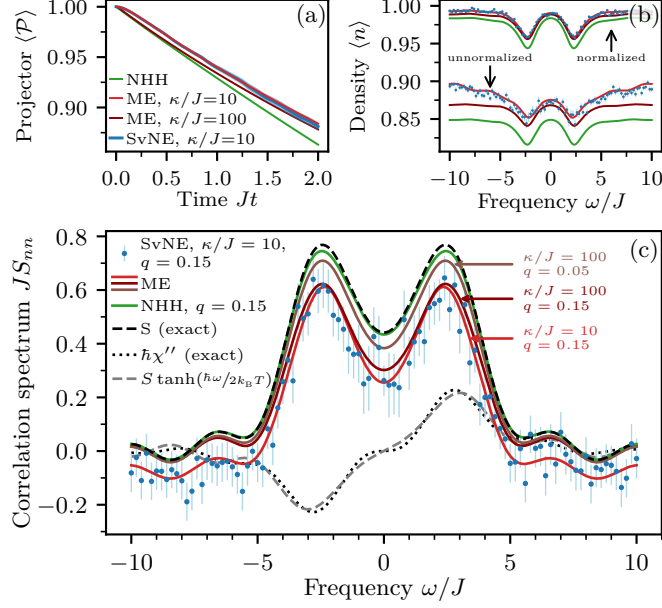 (a)
Projector ⟨P⟩
1.00
0.95
0.90
NHH
ME, κ/J=10
ME, κ/J=100
SvNE, κ/J=10
0.0 0.5 1.0 1.5 2.0
Time Jt
(b)
Density ⟨n⟩
1.00
0.95
0.90
0.85
unnormalized
normalized
-10 -5 0 5 10
Frequency ω/J
(c)
Correlation spectrum JSₙₙ
0.8
0.6
0.4
0.2
0.0
−0.2
SvNE, κ/J = 10,
q = 0.15
ME
NHH, q = 0.15
S (exact)
ħχ′′ (exact)
S tanh(ħω/2k_BT)
κ/J = 100
q = 0.05
κ/J = 100
q = 0.15
κ/J = 10
q = 0.15
−10 −5 0 5 10
Frequency ω/J